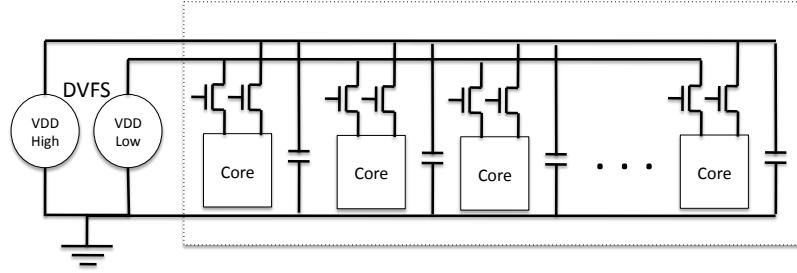 DVFS
VDD
High
VDD
Low
Core
Core
Core
. . .
Core